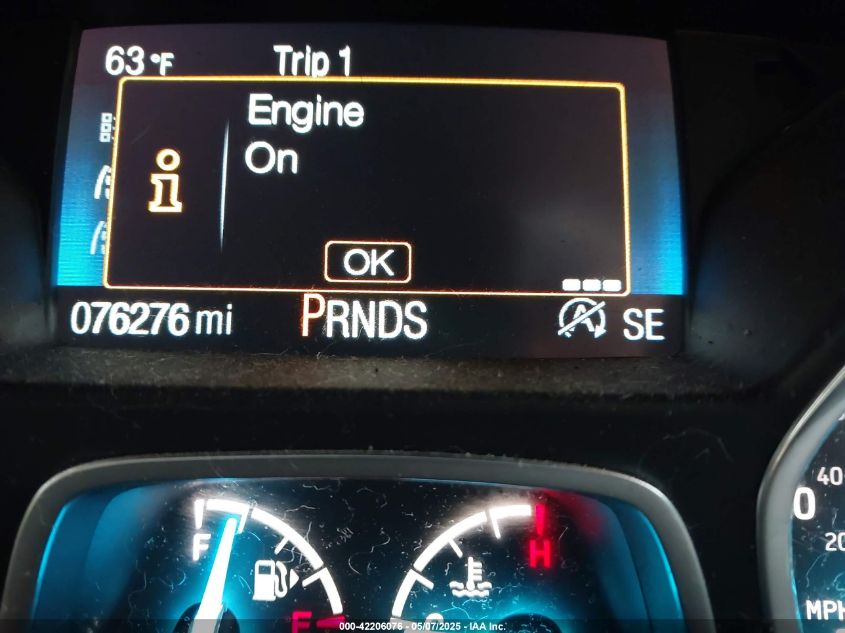 63 °F Trip 1
Engine
On
OK
076276 mi PRNDS A SE
40
0
20
F H
E
MPH
000-42206076 - 05/07/2025 - IAA Inc.